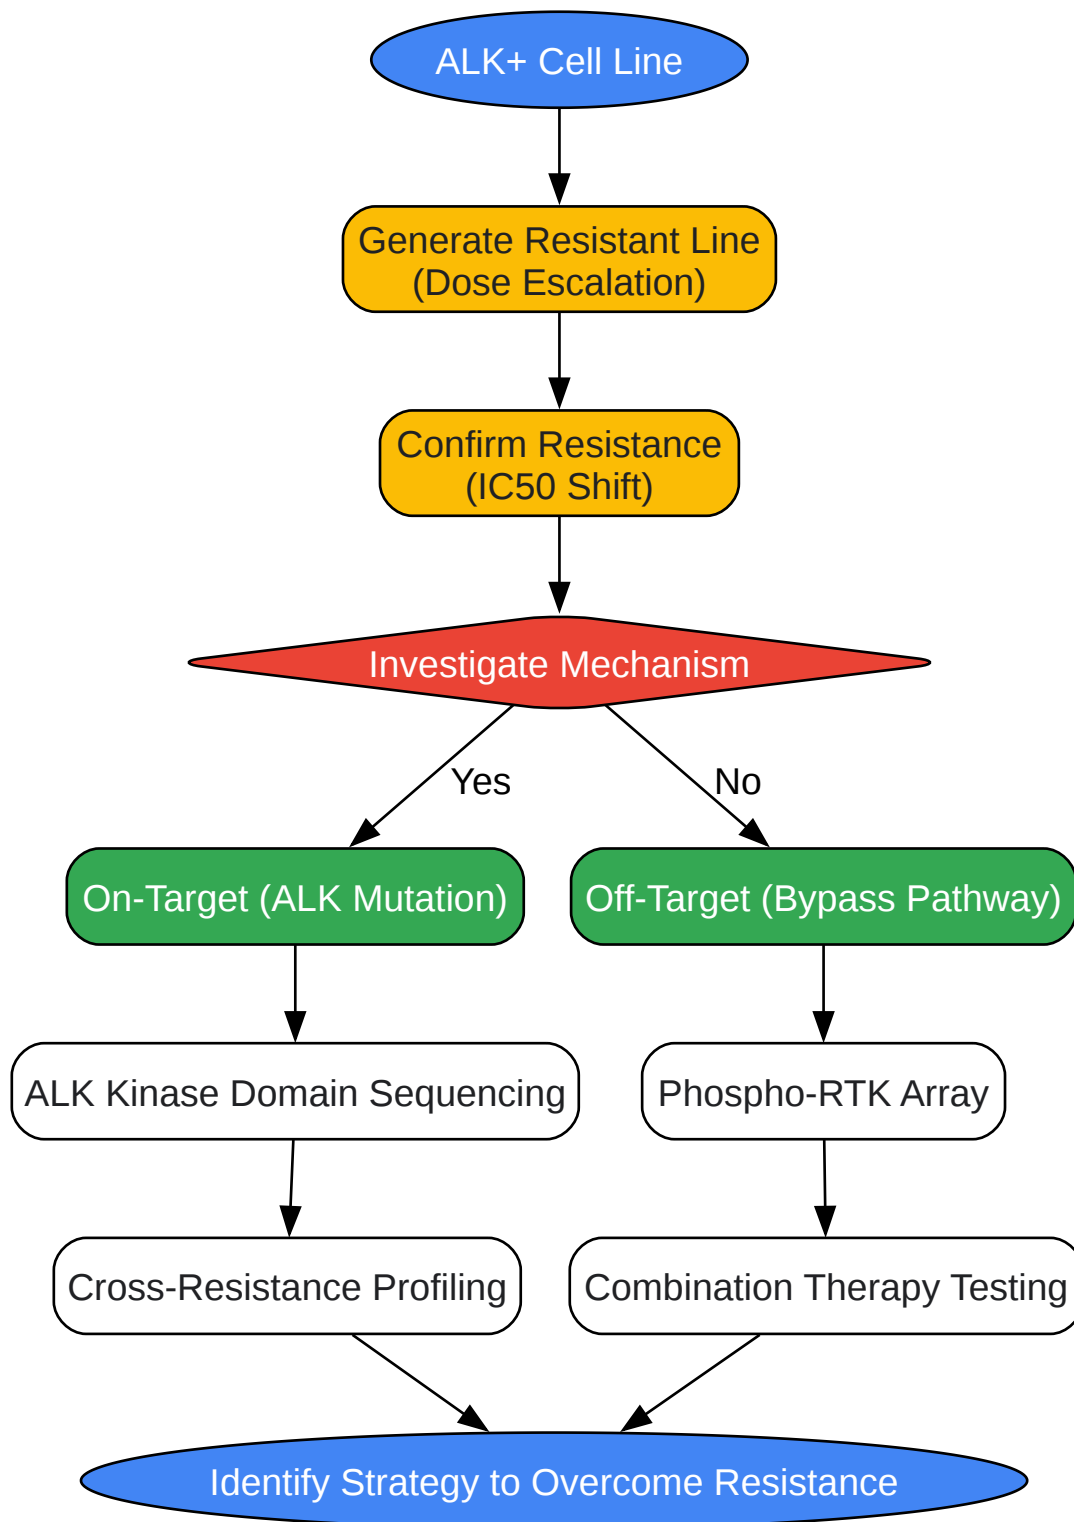 ALK+ Cell Line
Generate Resistant Line
(Dose Escalation)
Confirm Resistance
(IC50 Shift)
Investigate Mechanism
Yes
No
On-Target (ALK Mutation)
Off-Target (Bypass Pathway)
ALK Kinase Domain Sequencing
Phospho-RTK Array
Cross-Resistance Profiling
Combination Therapy Testing
Identify Strategy to Overcome Resistance